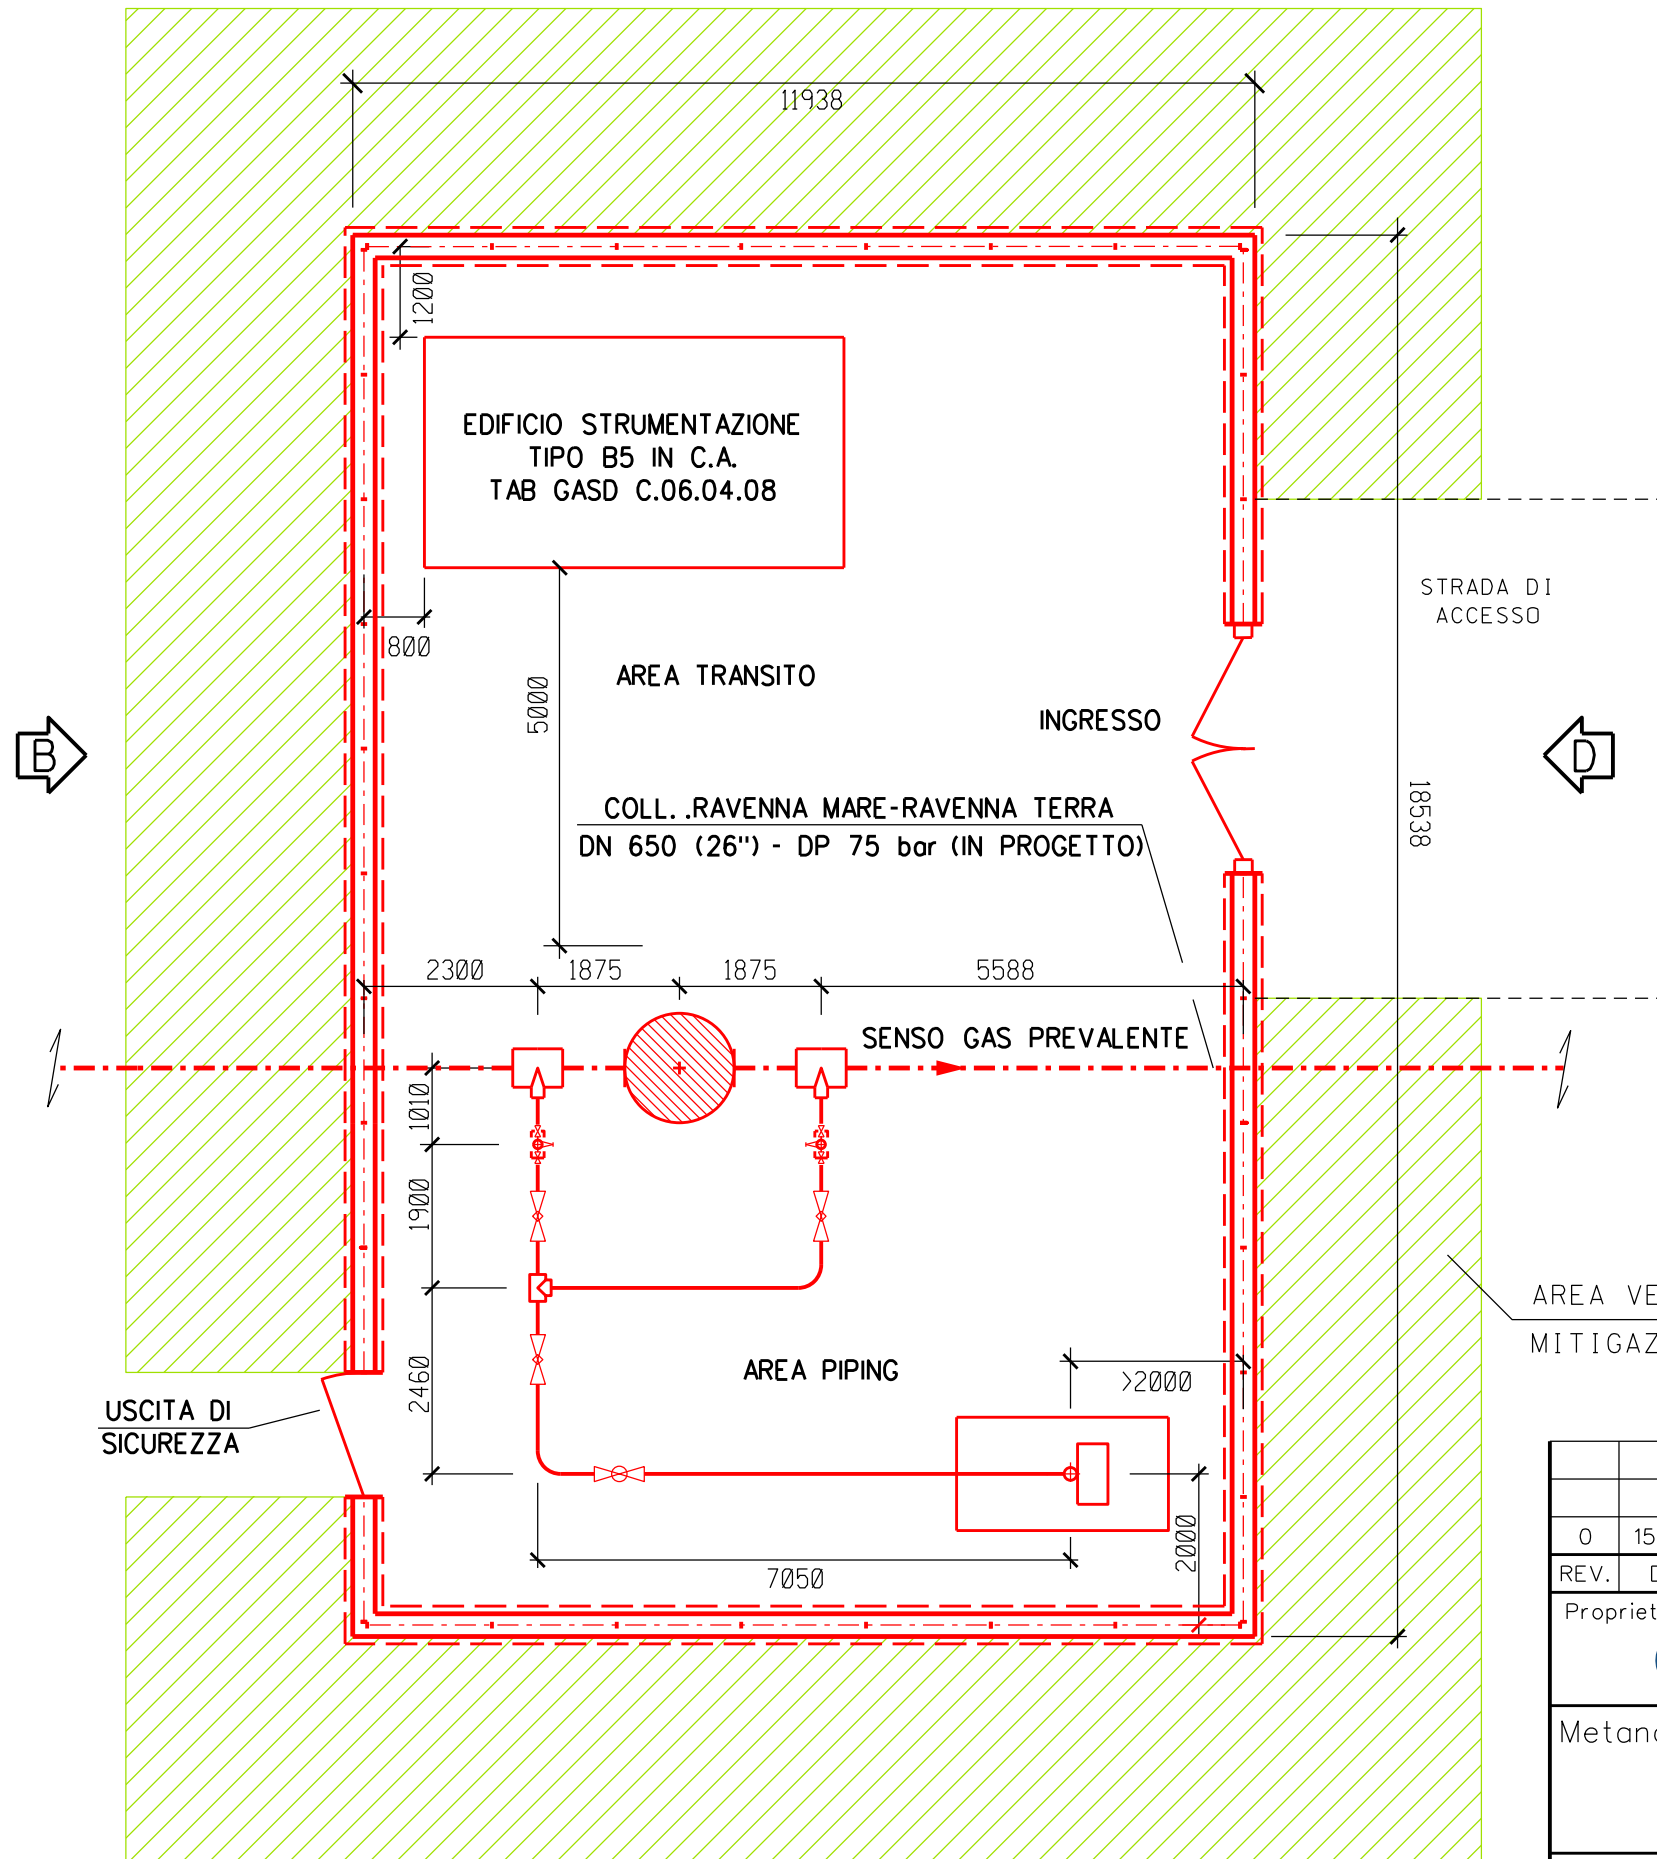 11938
1200
EDIFICIO STRUMENTAZIONE
TIPO B5 IN C.A.
TAB GASD C.06.04.08
STRADA DI
ACCESSO
800
5000
AREA TRANSITO
INGRESSO
B
D
18538
COLL. .RAVENNA MARE-RAVENNA TERRA
DN 650 (26") - DP 75 bar (IN PROGETTO)
2300
1875
1875
5588
SENSO GAS PREVALENTE
1010
1900
2460
AREA VE
MITIGAZ
AREA PIPING
>2000
USCITA DI
SICUREZZA
2000
7050
0 15
REV. D
Propriet
Metano